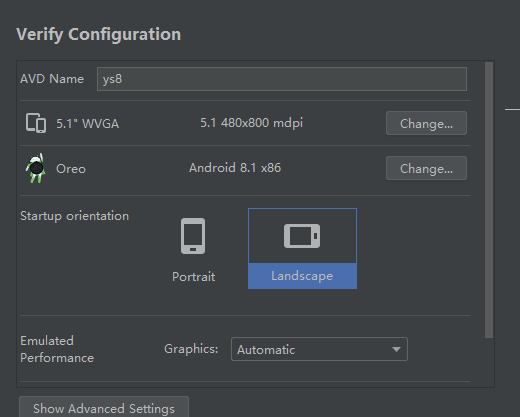 Verify Configuration
AVD Name ys8
5.1" WVGA 5.1 480x800 mdpi Change...
Oreo Android 8.1 x86 Change...
Startup orientation
Portrait Landscape
Emulated
Performance Graphics: Automatic
Show Advanced Settings